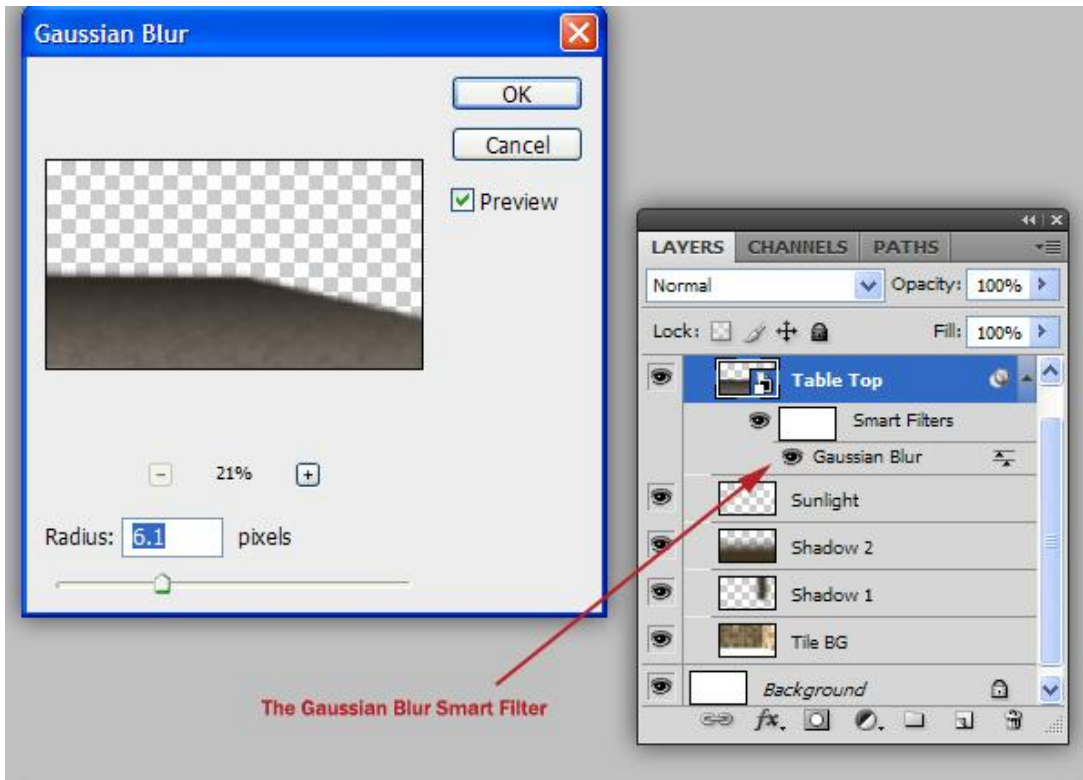 Gaussian Blur
OK
Cancel
Preview
21%
Radius: 6.1 pixels
LAYERS CHANNELS PATHS
Normal Opacity: 100%
Lock: Fill: 100%
Table Top
Smart Filters
Gaussian Blur
Sunlight
Shadow 2
Shadow 1
Tile BG
Background
fx.
The Gaussian Blur Smart Filter